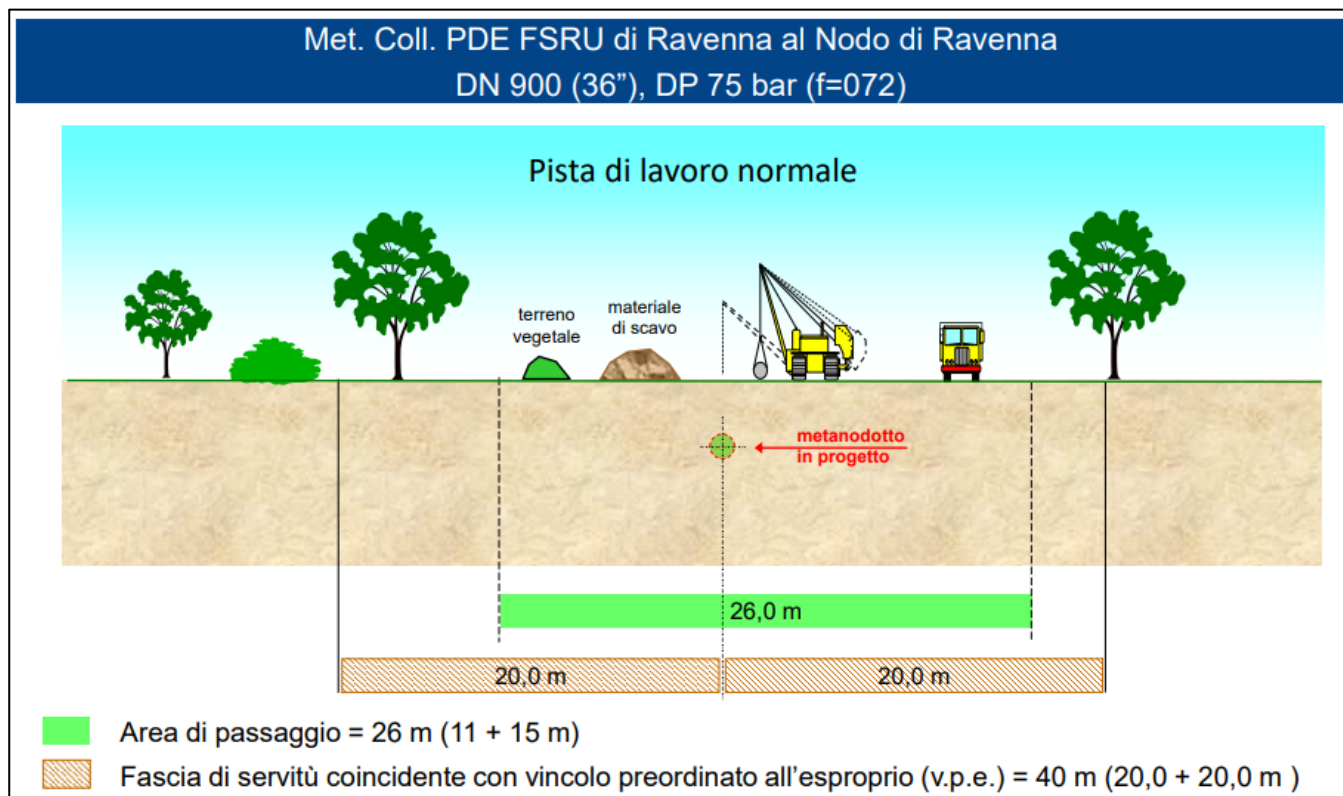 Met. Coll. PDE FSRU di Ravenna al Nodo di Ravenna
DN 900 (36”), DP 75 bar (f=072)
Pista di lavoro normale
terreno
vegetale
materiale
di scavo
metanodotto
in progetto
26,0 m
20,0 m
20,0 m
Area di passaggio = 26 m (11 + 15 m)
Fascia di servitù coincidente con vincolo preordinato all’esproprio (v.p.e.) = 40 m (20,0 + 20,0 m )